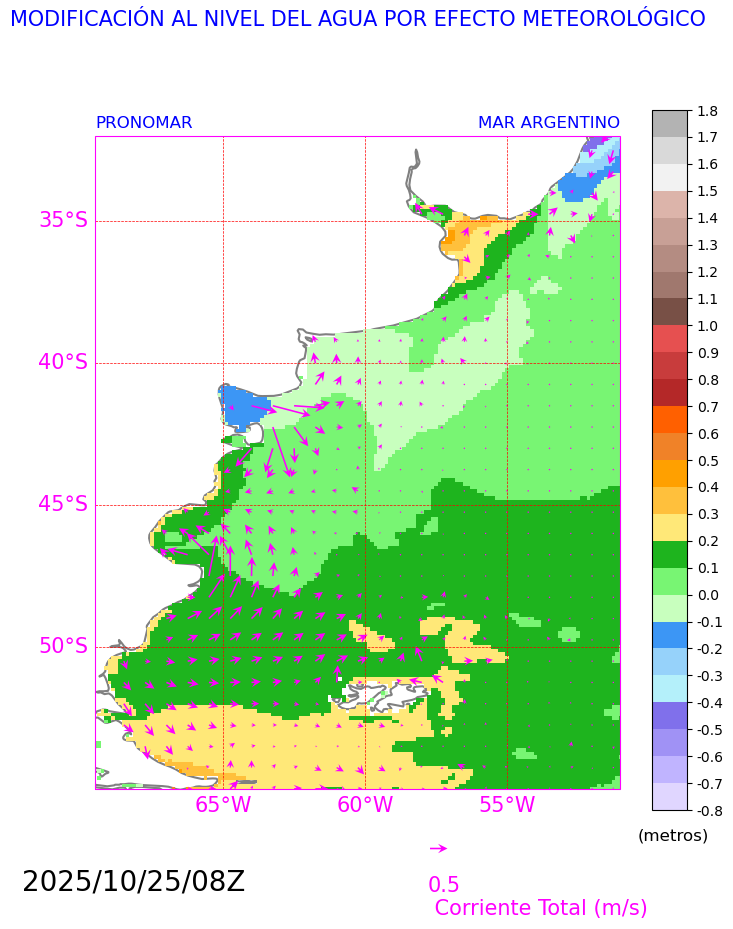 MODIFICACIÓN AL NIVEL DEL AGUA POR EFECTO METEOROLÓGICO
PRONOMAR MAR ARGENTINO
35°S
40°S
45°S
50°S
65°W 60°W 55°W
1.8
1.7
1.6
1.5
1.4
1.3
1.2
1.1
1.0
0.9
0.8
0.7
0.6
0.5
0.4
0.3
0.2
0.1
0.0
-0.1
-0.2
-0.3
-0.4
-0.5
-0.6
-0.7
-0.8
(metros)
2025/10/25/08Z
0.5
Corriente Total (m/s)